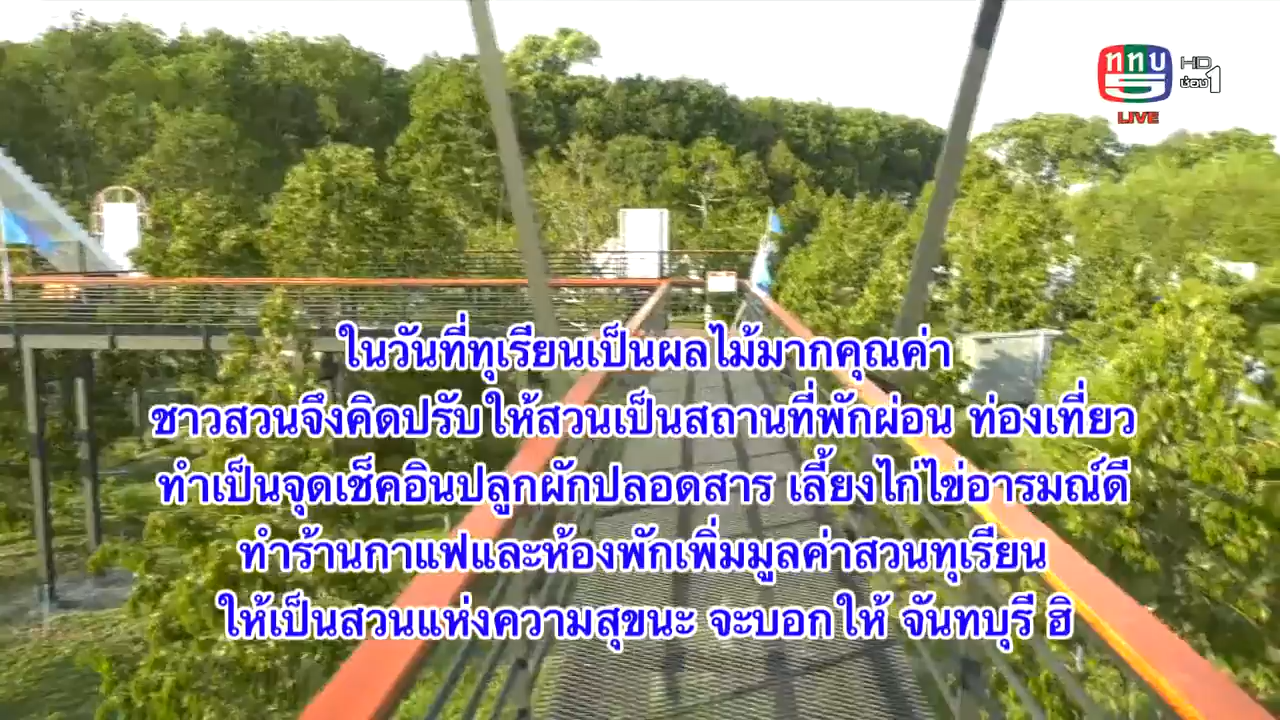 ททบ
5
HD
ช่อง1
LIVE
ในวันที่ทุเรียนเป็นผลไม้มากคุณค่า
ชาวสวนจึงคิดปรับให้สวนเป็นสถานที่พักผ่อน ท่องเที่ยว
ทำเป็นจุดเช็คอินปลูกผักปลอดสาร เลี้ยงไก่ไข่อารมณ์ดี
ทำร้านกาแฟและห้องพักเพิ่มมูลค่าสวนทุเรียน
ให้เป็นสวนแห่งความสุขนะ จะบอกให้ จันทบุรี ฮิ